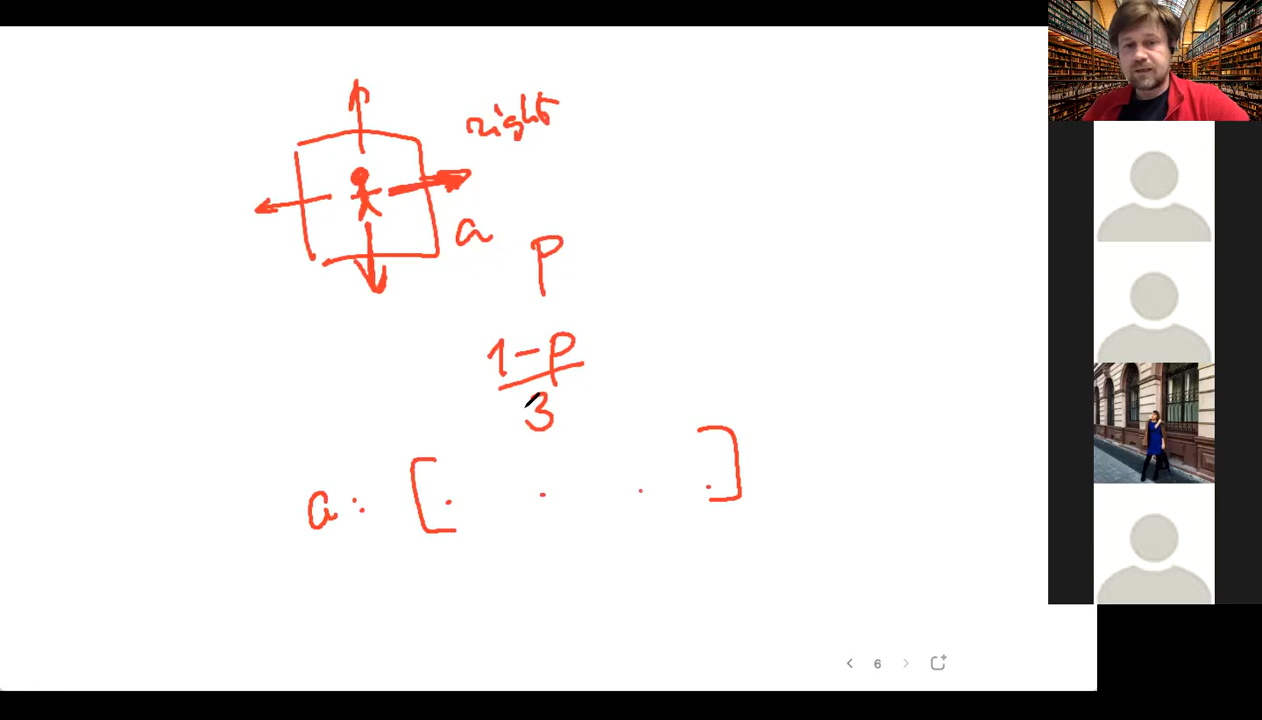 right
a
p
1-p
3
a: [ . . . . ]
6